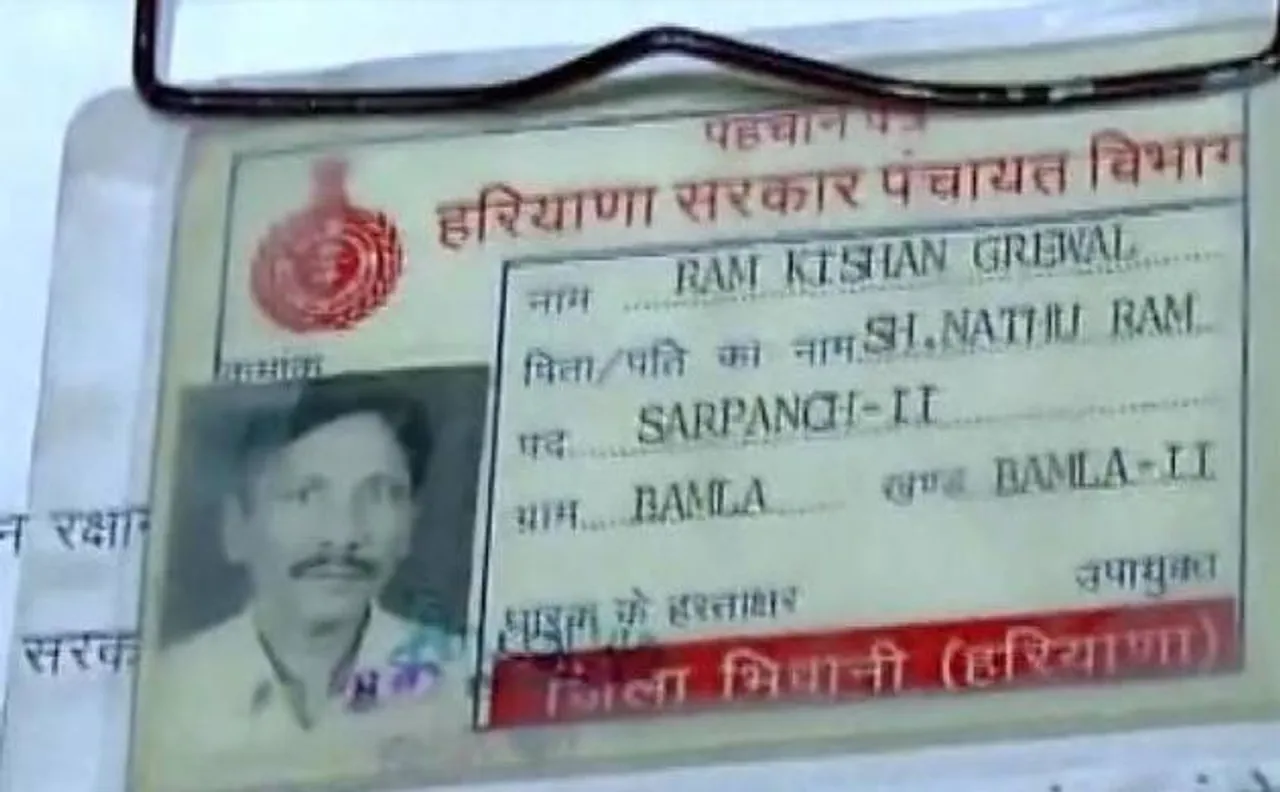 पहचान पत्र
हरियाणा सरकार पंचायत विभाग
नाम RAM KISHAN GREWAL
पिता/पति का नाम SH.NATHU RAM
क्रमांक
पद SARPANCH-II
ग्राम BAMLA खण्ड BAMLA-II
धारक के हस्ताक्षर उपायुक्त
जिला भिवानी (हरियाणा)